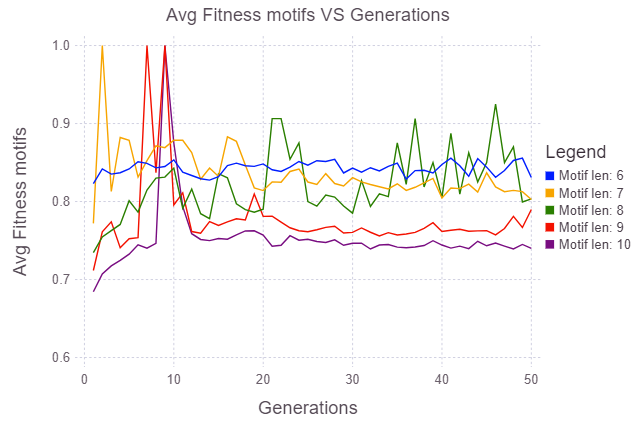 Avg Fitness motifs VS Generations
Avg Fitness motifs
1.0
0.9
0.8
0.7
0.6
0
10
20
30
40
50
Generations
Legend
Motif len: 6
Motif len: 7
Motif len: 8
Motif len: 9
Motif len: 10